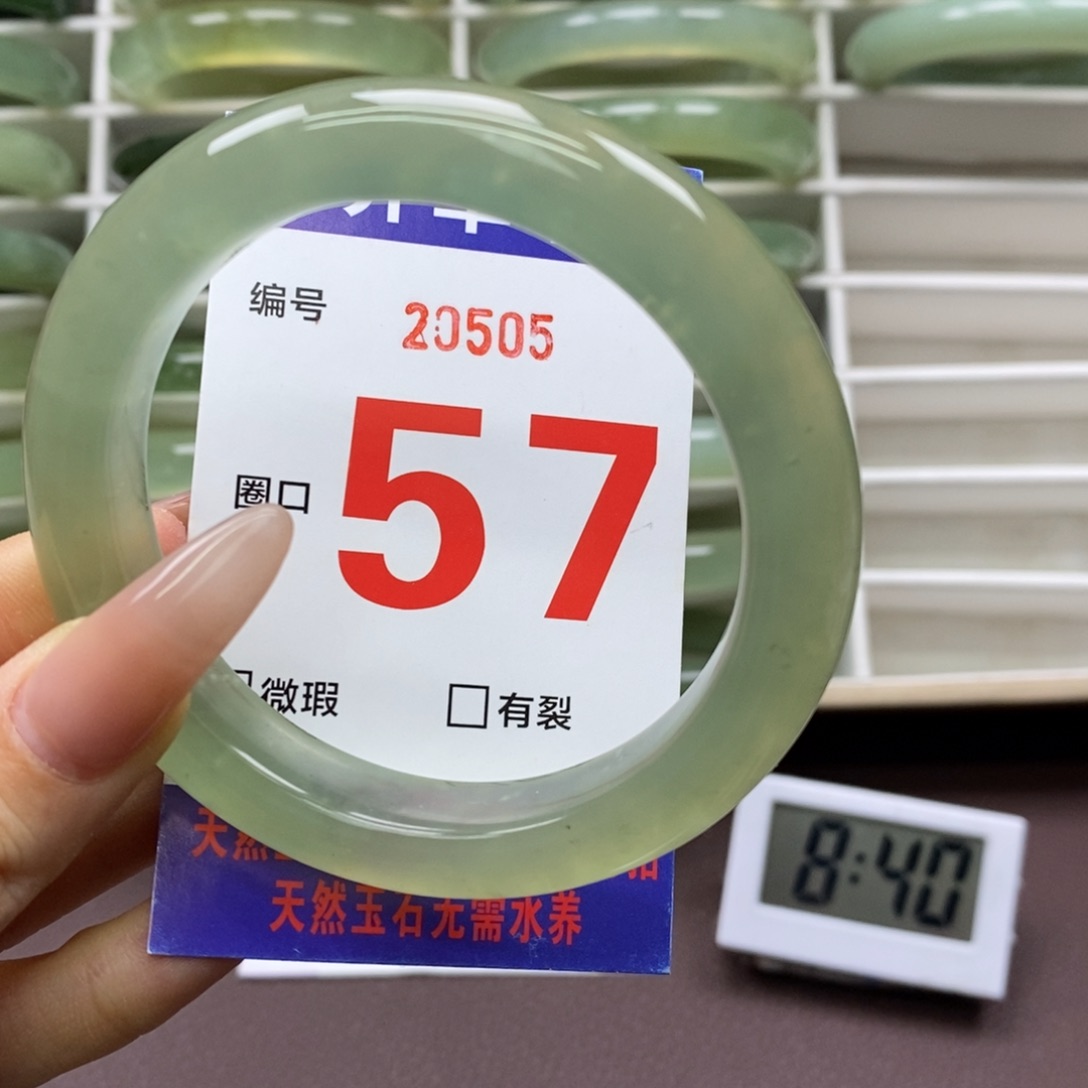 编号 20505
圈口 57
微瑕 □有裂
天然玉石无需水养
8:40